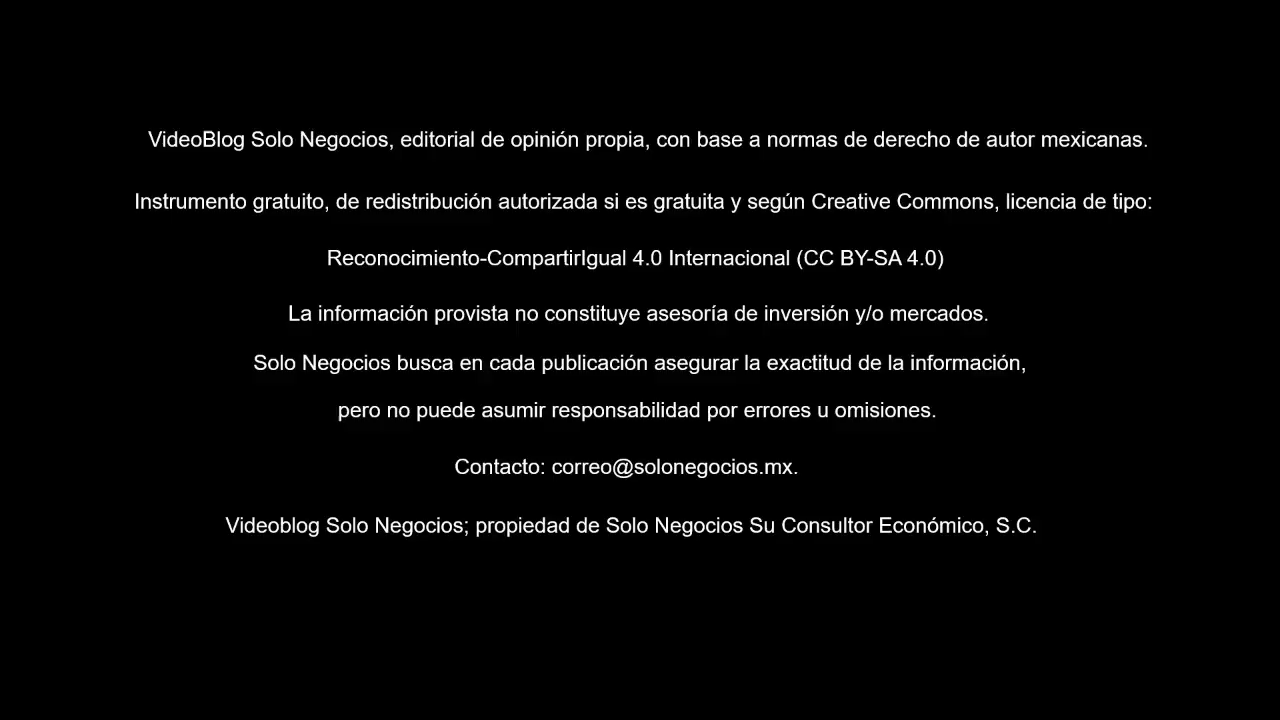 VideoBlog Solo Negocios, editorial de opinión propia, con base a normas de derecho de autor mexicanas.
Instrumento gratuito, de redistribución autorizada si es gratuita y según Creative Commons, licencia de tipo:
Reconocimiento-CompartirIgual 4.0 Internacional (CC BY-SA 4.0)
La información provista no constituye asesoría de inversión y/o mercados.
Solo Negocios busca en cada publicación asegurar la exactitud de la información,
pero no puede asumir responsabilidad por errores u omisiones.
Contacto: correo@solonegocios.mx.
Videoblog Solo Negocios; propiedad de Solo Negocios Su Consultor Económico, S.C.